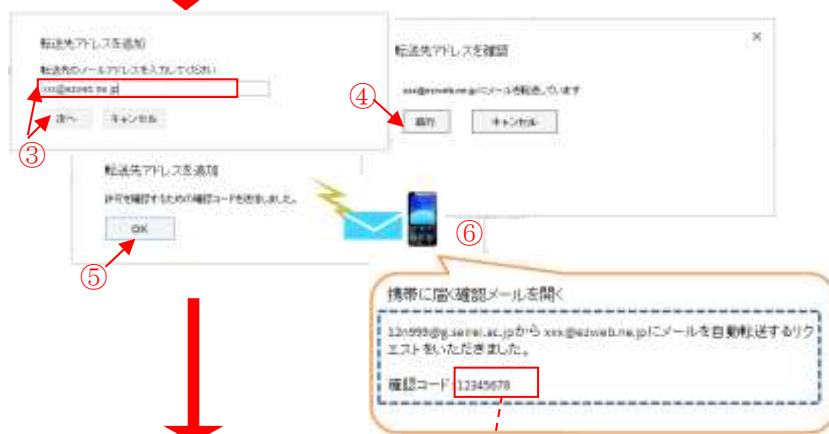 転送先アドレスを追加
転送先のメールアドレスを入力してください
xxx@ezweb.ne.jp
次へ キャンセル
③
転送先アドレスを確認
×
xxx@ezweb.ne.jpにメールを転送しています
④
続行 キャンセル
転送先アドレスを追加
許可を確認するための確認コードを送信しました。
OK
⑤
⑥
携帯に届く確認メールを開く
12n999@g.seirei.ac.jpから xxx@ezweb.ne.jpにメールを自動転送するリク
エストをいただきました。
確認コード:12345678